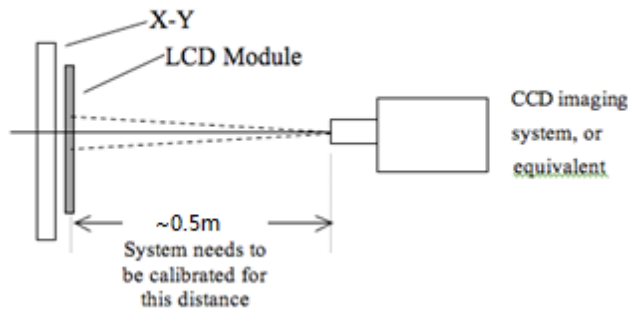 X-Y
LCD Module
CCD imaging
system, or
equivalent
~0.5m
System needs to
be calibrated for
this distance